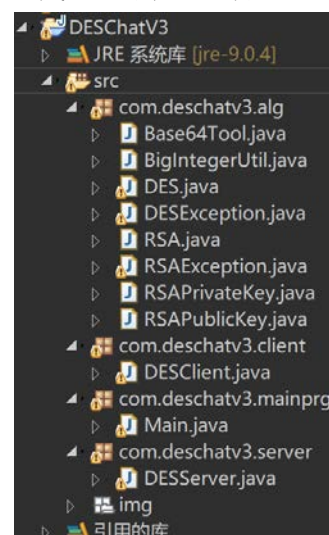 DESChatV3
JRE 系统库 [jre-9.0.4]
src
com.deschatv3.alg
Base64Tool.java
BigIntegerUtil.java
DES.java
DESException.java
RSA.java
RSAException.java
RSAPrivateKey.java
RSAPublicKey.java
com.deschatv3.client
DESClient.java
com.deschatv3.mainprg
Main.java
com.deschatv3.server
DESServer.java
img
引用的库